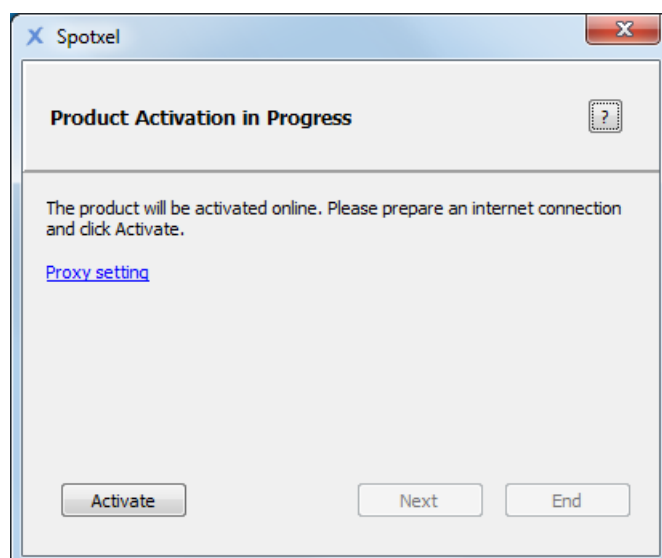 Spotxel
Product Activation in Progress
?
The product will be activated online. Please prepare an internet connection
and click Activate.
Proxy setting
Activate
Next
End